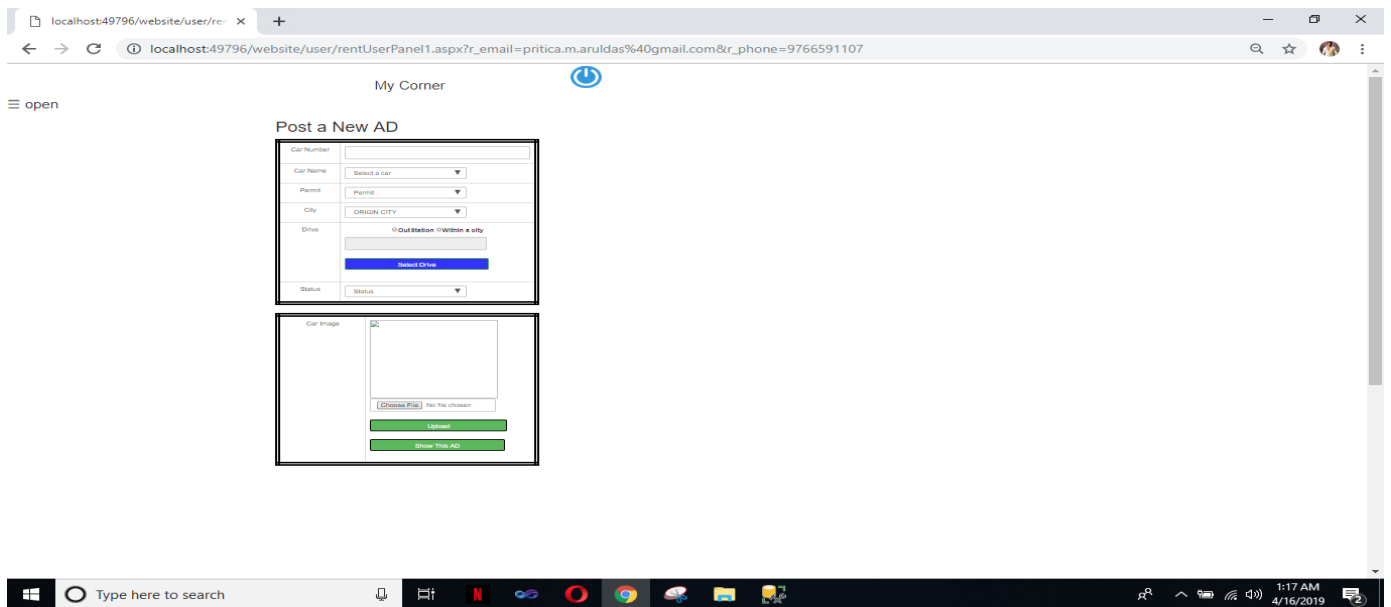 localhost:49796/website/user/ren
localhost:49796/website/user/rentUserPanel1.aspx?r_email=pritica.m.aruldas%40gmail.com&r_phone=9766591107
My Corner
☰ open
Post a New AD
Car Number
Car Name Select a car
Permit Permit
City ORIGIN CITY
Drive OutStation Within a city
Select Drive
Status Status
Car Image
Choose File No file chosen
Upload
Show This AD
Type here to search
N
1:17 AM
4/16/2019
2